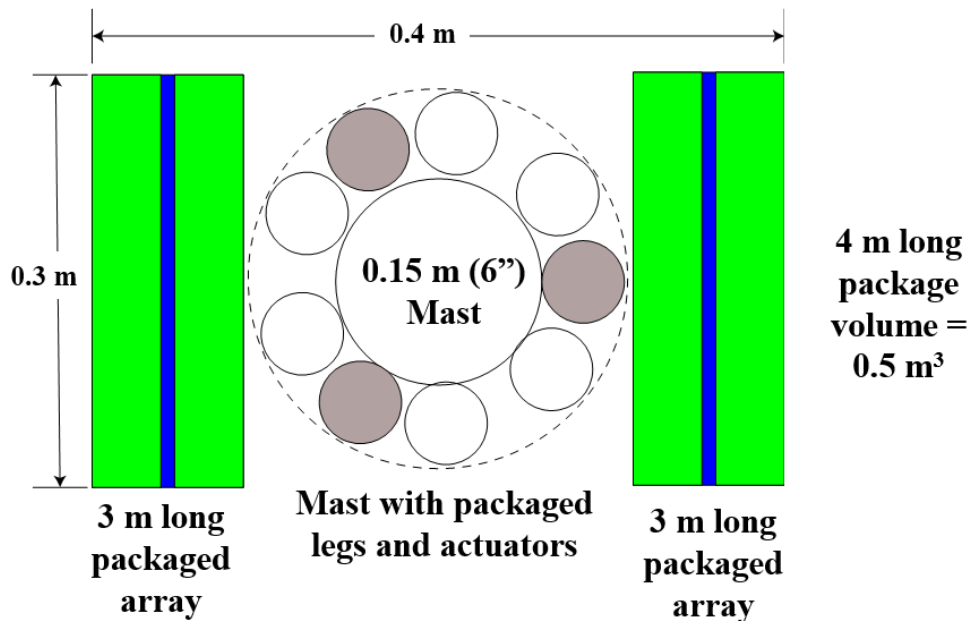 0.4 m
0.3 m
0.15 m (6”)
Mast
4 m long
package
volume =
0.5 m³
3 m long
packaged
array
Mast with packaged
legs and actuators
3 m long
packaged
array